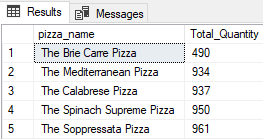 Results Messages
pizza_name Total_Quantity
1 The Brie Carre Pizza 490
2 The Mediterranean Pizza 934
3 The Calabrese Pizza 937
4 The Spinach Supreme Pizza 950
5 The Soppressata Pizza 961